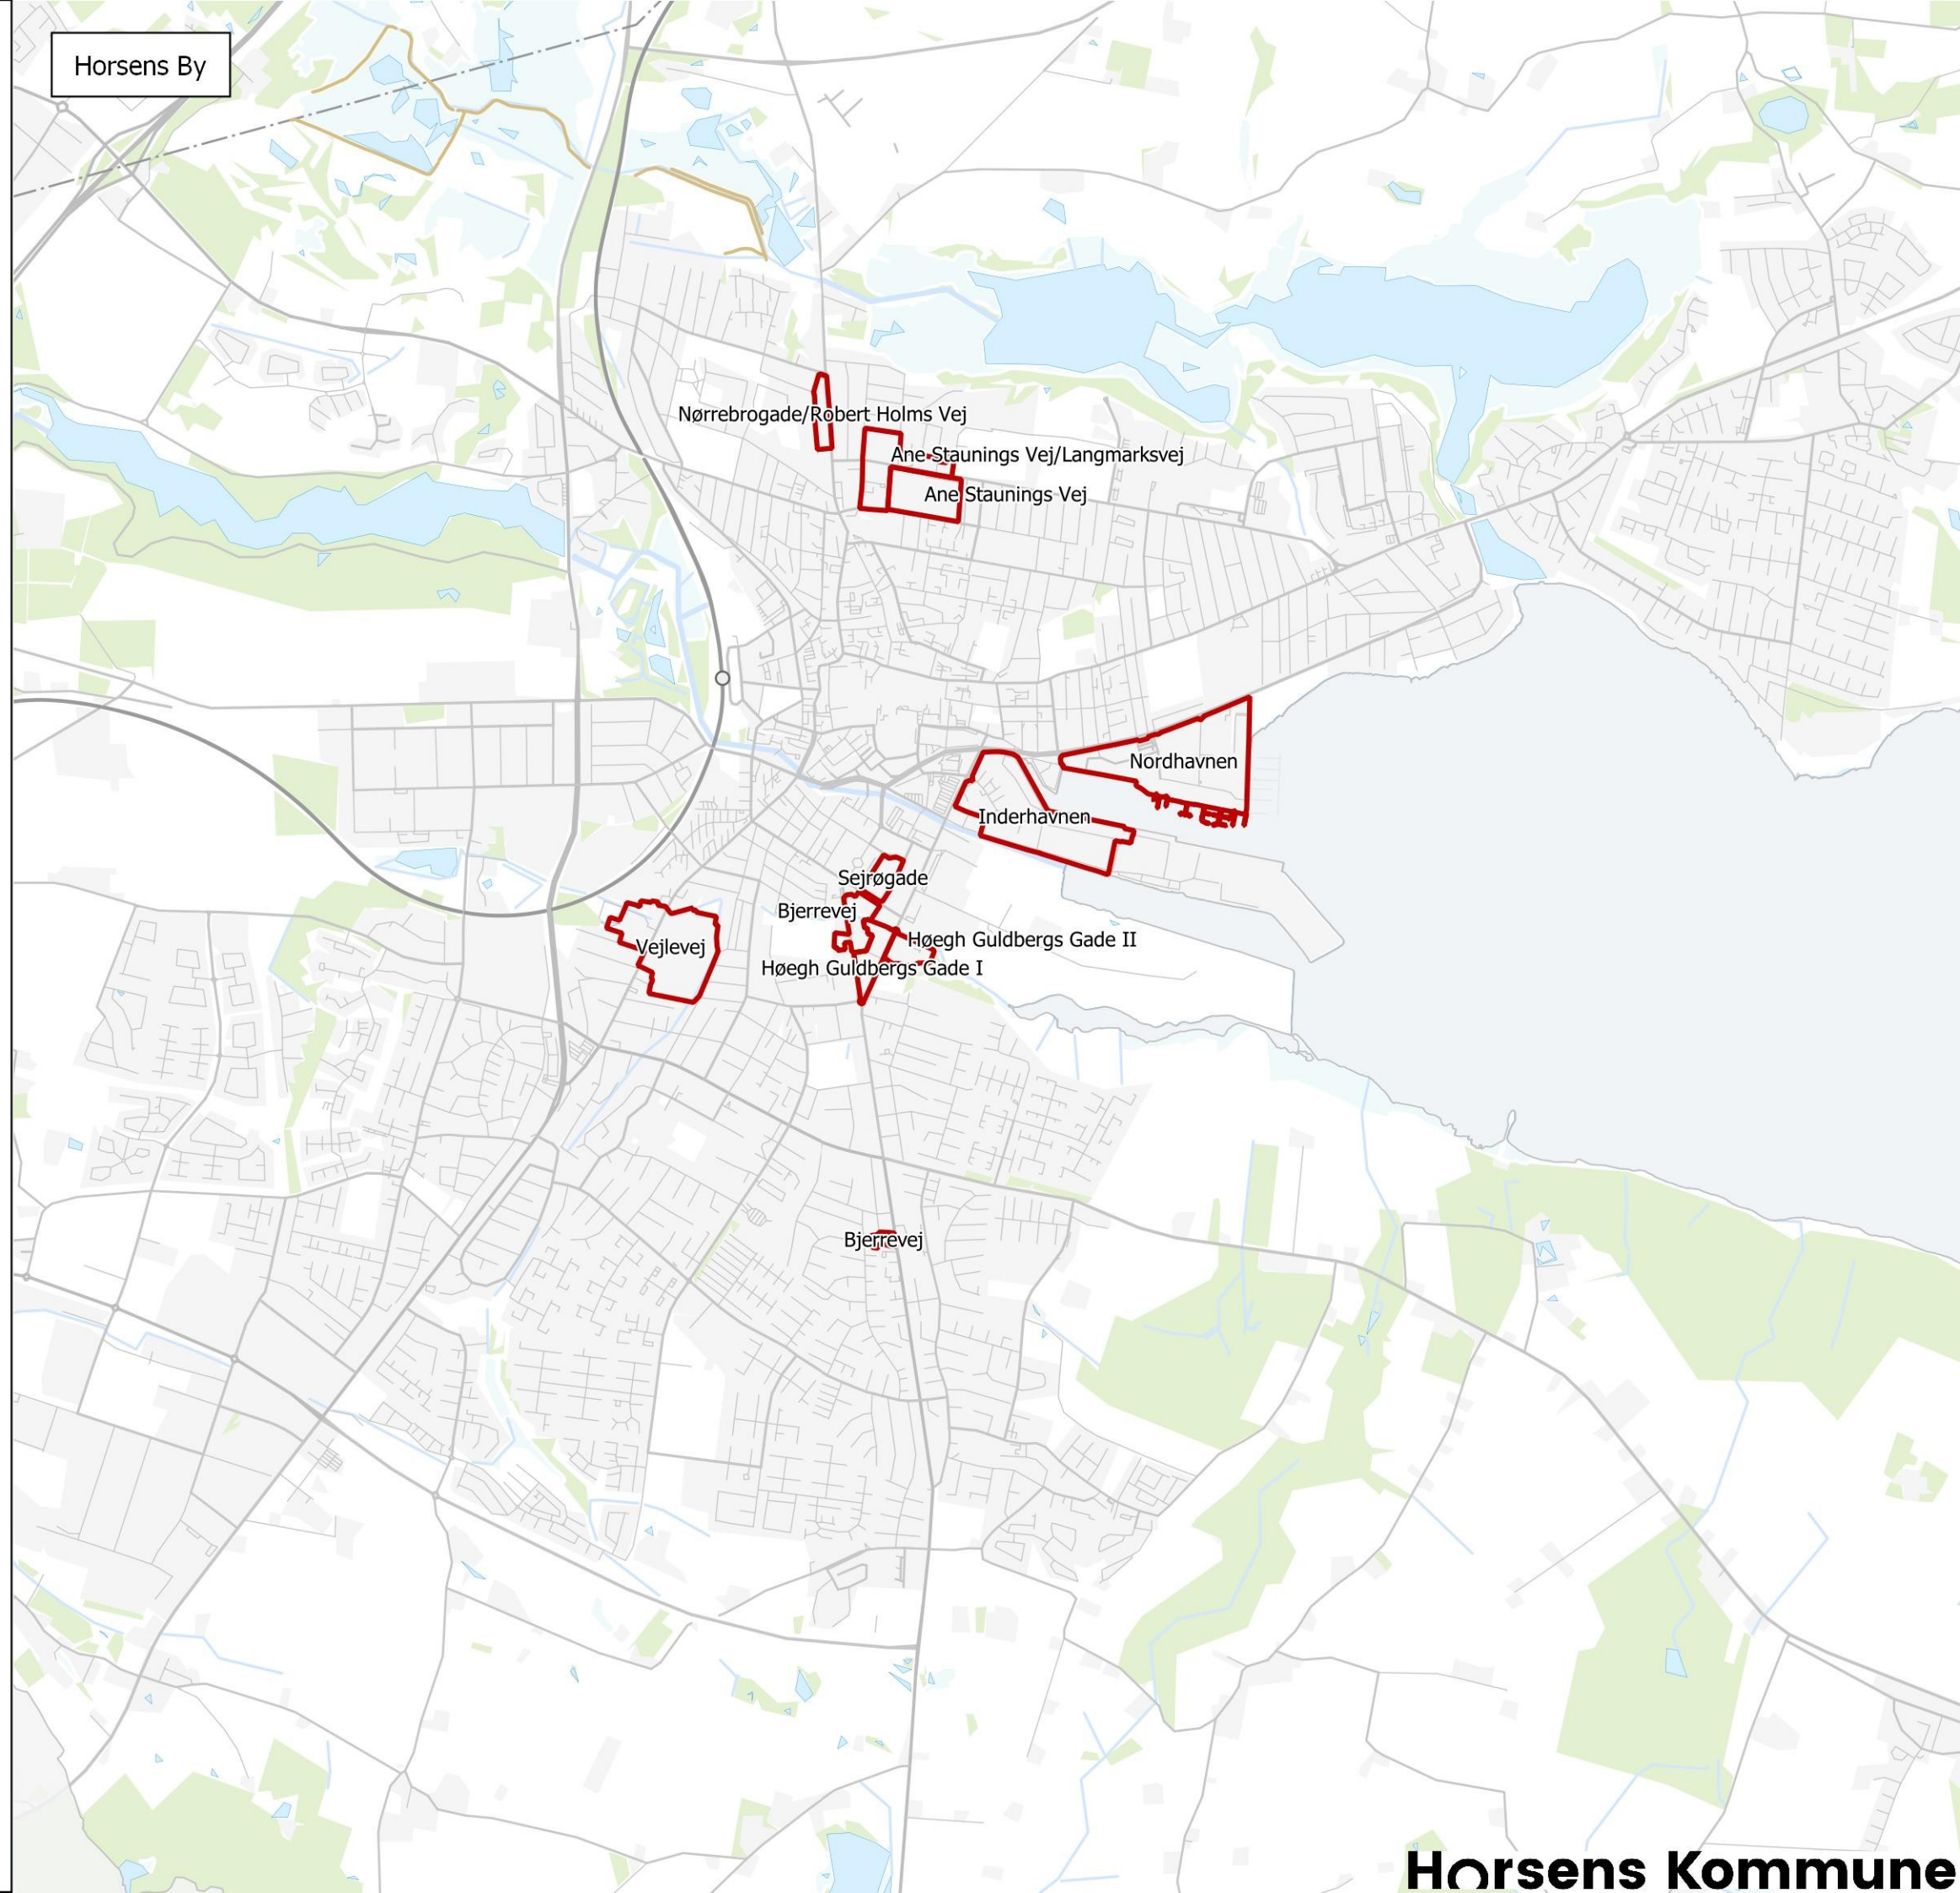 Horsens By
Nørrebrogade/Robert Holms Vej
Ane Staunings Vej/Langmarksvej
Ane Staunings Vej
Nordhavnen
Inderhavnen
Sejrøgade
Bjerrevej
Høegh Guldbergs Gade II
Vejlevej
Høegh Guldbergs Gade I
Bjerrevej
Horsens Kommune